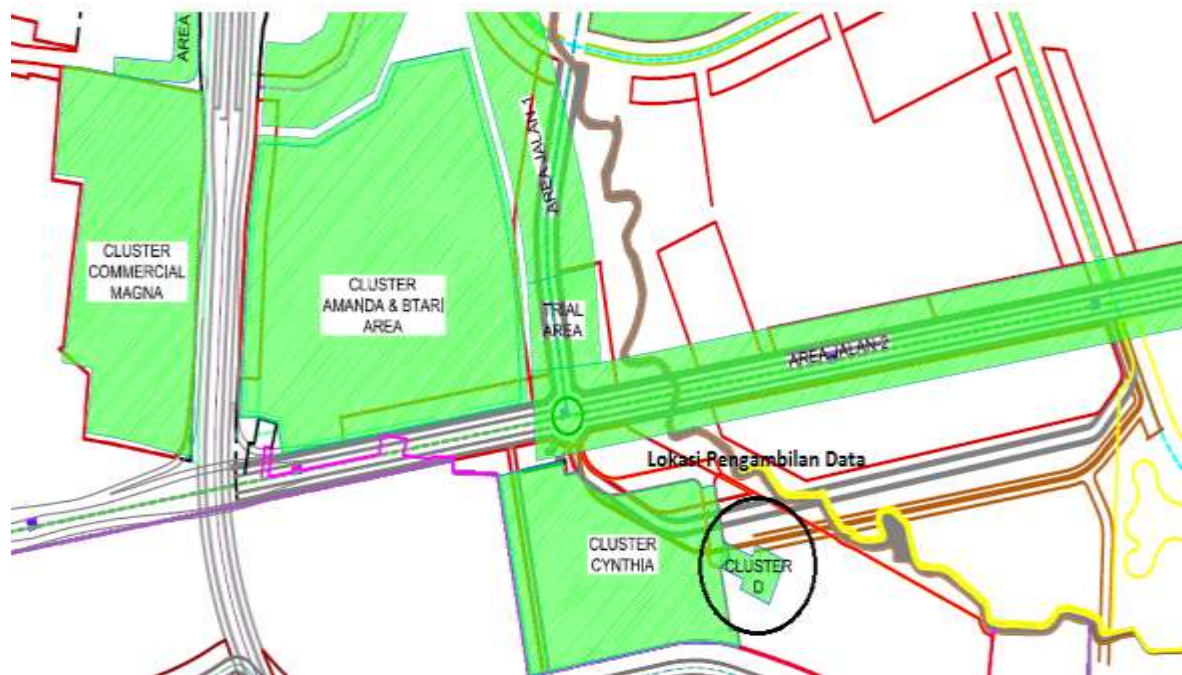 AREA
AREA JALAN-1
CLUSTER
COMMERCIAL
MAGNA
CLUSTER
AMANDA & BTARI
AREA
TRIAL
AREA
AREA JALAN-2
Lokasi Pengambilan Data
CLUSTER
CYNTHIA
CLUSTER
D